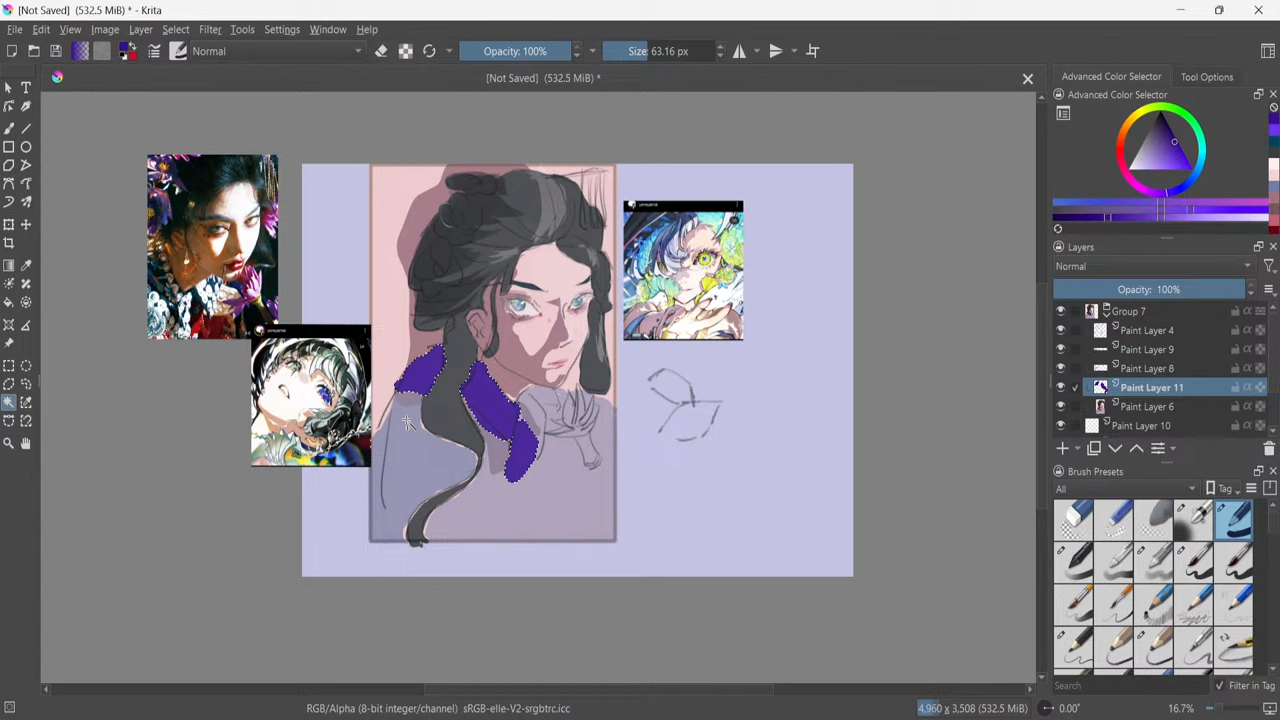 [Not Saved] (532.5 MiB) * - Krita
File Edit View Image Layer Select Filter Tools Settings Window Help
Normal Opacity: 100% Size: 63.16 px
[Not Saved] (532.5 MiB) *
Advanced Color Selector Tool Options
Advanced Color Selector
Layers
Normal
Opacity: 100%
Group 7
Paint Layer 4
Paint Layer 9
Paint Layer 8
Paint Layer 11
Paint Layer 6
Paint Layer 10
Brush Presets
All Tag
Search Filter in Tag
RGB/Alpha (8-bit integer/channel) sRGB-elle-V2-srgbtrc.icc 4,960 x 3,508 (532.5 MiB) 0.00° 16.7%